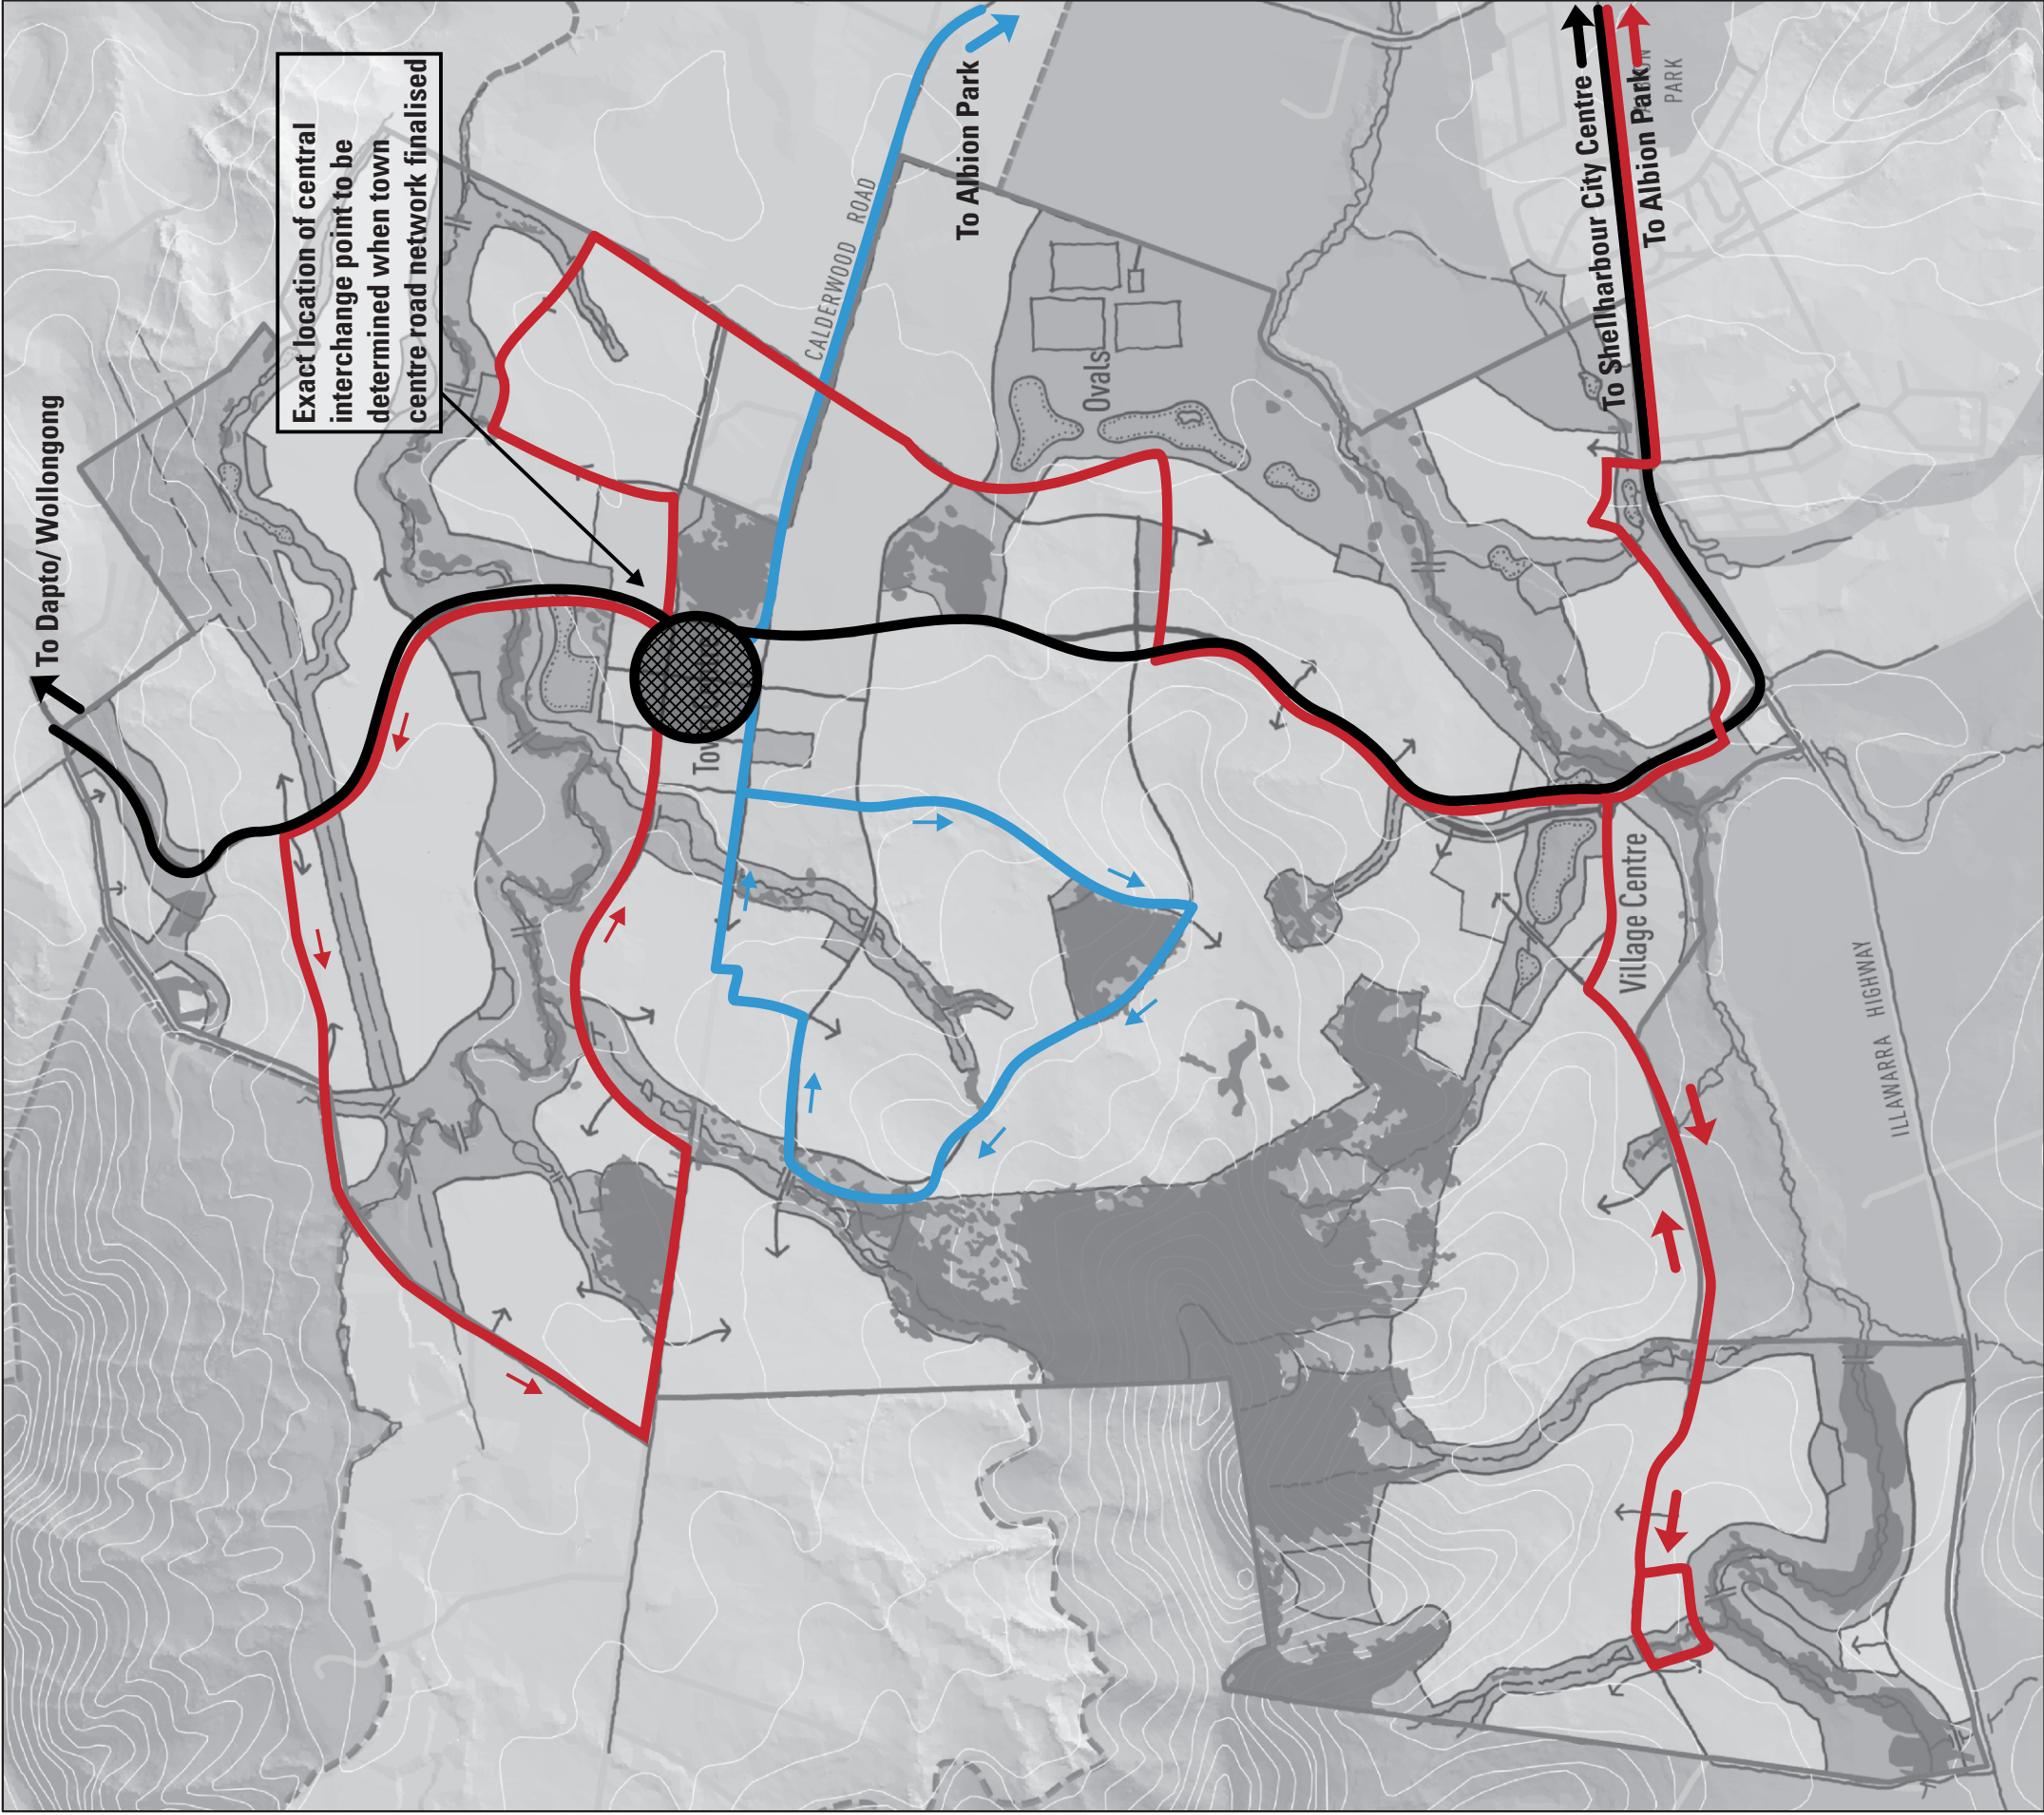 To Dapto/ Wollongong
Exact location of central
interchange point to be
determined when town
centre road network finalised
CALDERWOOD ROAD
To Albion Park
Ovals
To Shellharbour City Centre
To Albion Park
PARK
Village Centre
ILLAWARRA HIGHWAY